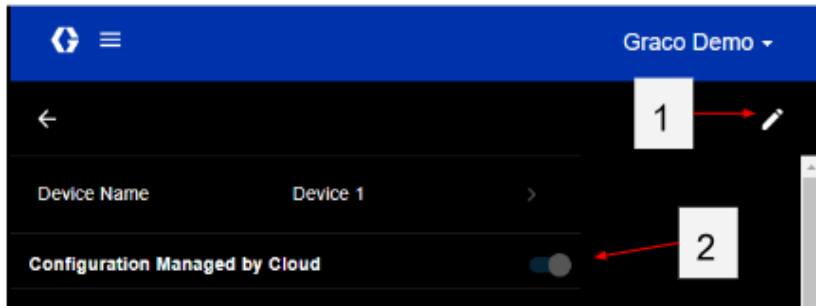 Graco Demo
1
Device Name Device 1
Configuration Managed by Cloud
2